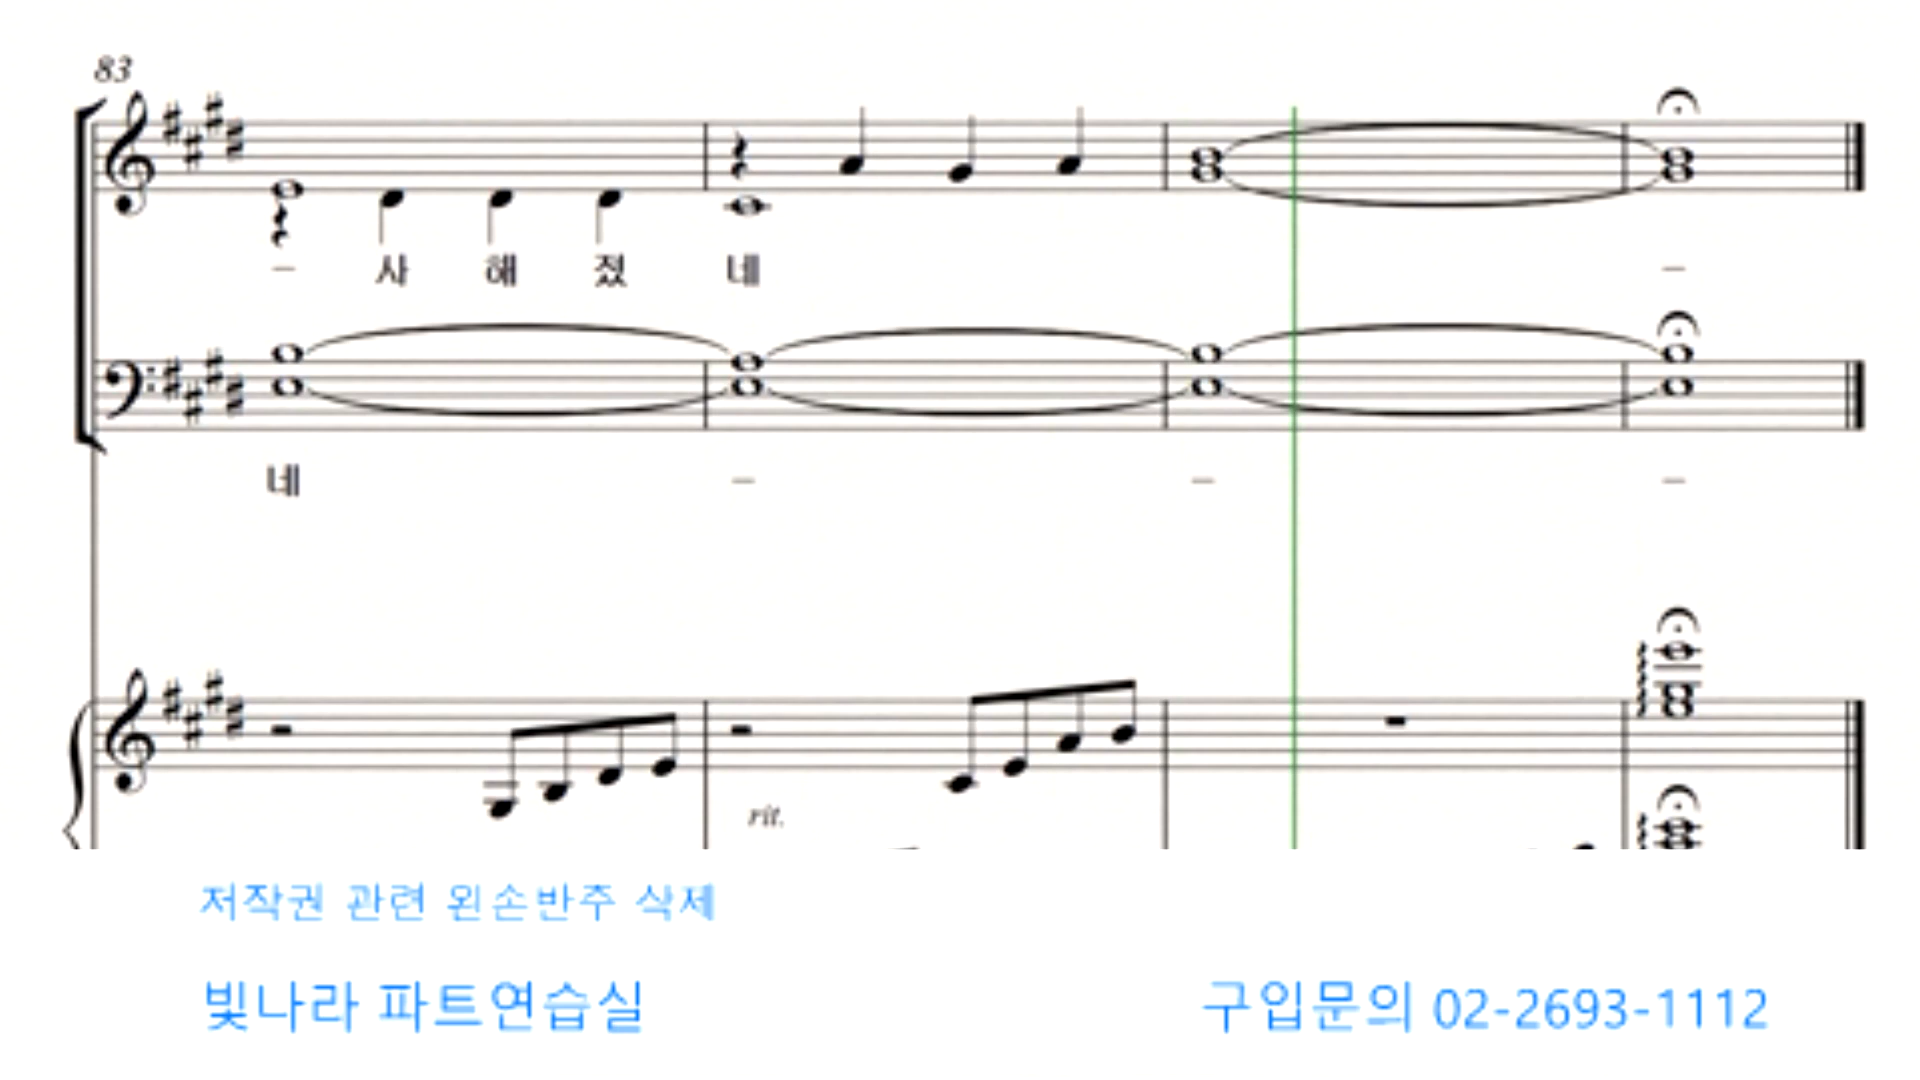 83
– 사 해 졌 네 –
네 – – –
rit.
저작권 관련 왼손반주 삭제
빛나라 파트연습실
구입문의 02-2693-1112